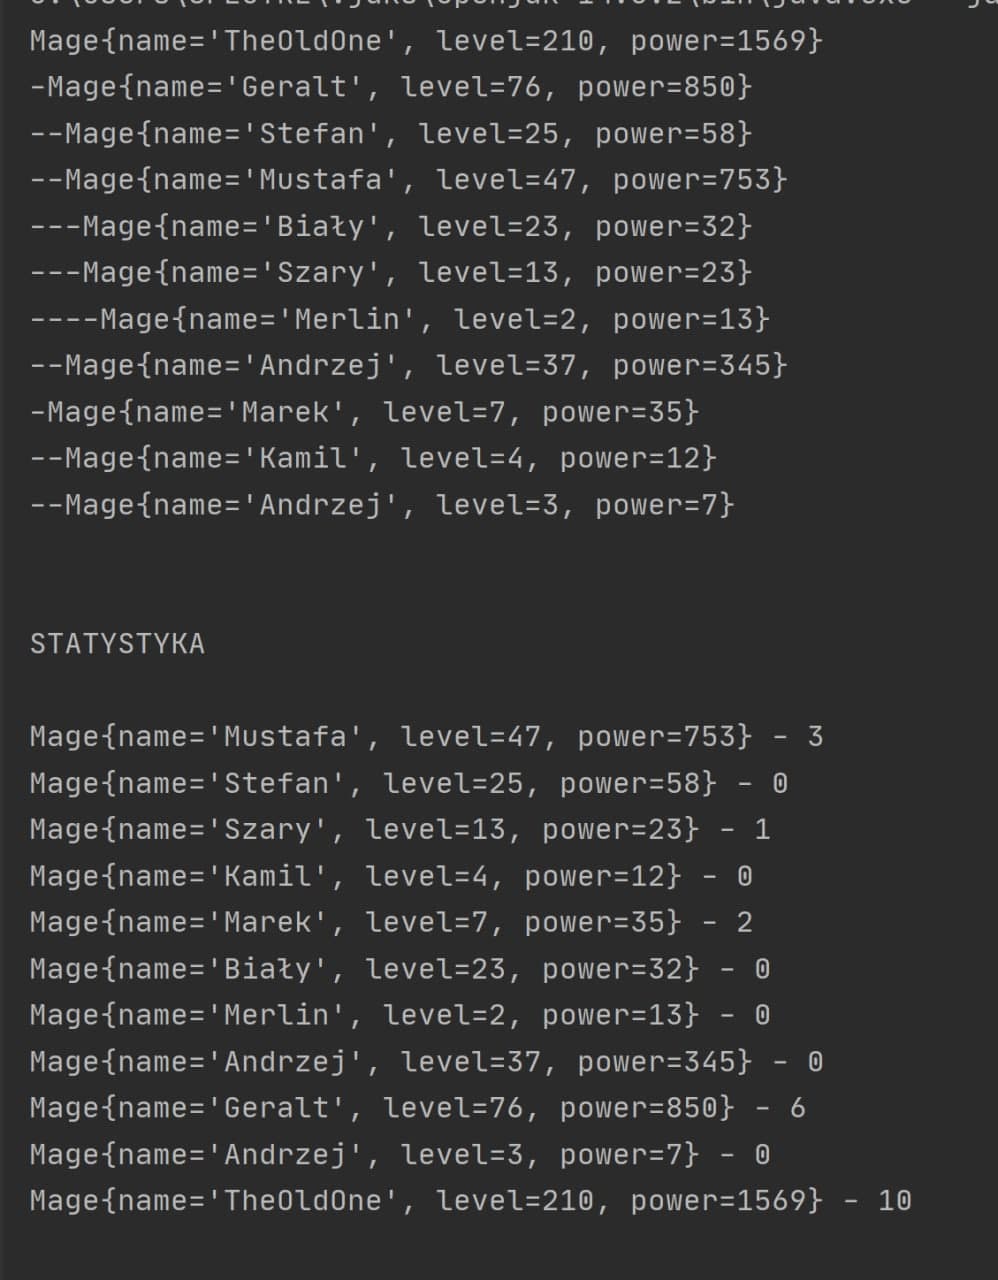 Mage{name='TheOldOne', level=210, power=1569}
-Mage{name='Geralt', level=76, power=850}
--Mage{name='Stefan', level=25, power=58}
--Mage{name='Mustafa', level=47, power=753}
---Mage{name='Biały', level=23, power=32}
---Mage{name='Szary', level=13, power=23}
----Mage{name='Merlin', level=2, power=13}
--Mage{name='Andrzej', level=37, power=345}
-Mage{name='Marek', level=7, power=35}
--Mage{name='Kamil', level=4, power=12}
--Mage{name='Andrzej', level=3, power=7}
STATYSTYKA
Mage{name='Mustafa', level=47, power=753} - 3
Mage{name='Stefan', level=25, power=58} - 0
Mage{name='Szary', level=13, power=23} - 1
Mage{name='Kamil', level=4, power=12} - 0
Mage{name='Marek', level=7, power=35} - 2
Mage{name='Biały', level=23, power=32} - 0
Mage{name='Merlin', level=2, power=13} - 0
Mage{name='Andrzej', level=37, power=345} - 0
Mage{name='Geralt', level=76, power=850} - 6
Mage{name='Andrzej', level=3, power=7} - 0
Mage{name='TheOldOne', level=210, power=1569} - 10